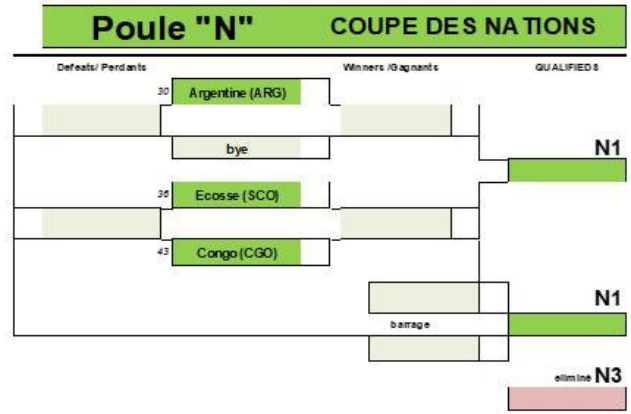 Poule "N" COUPE DES NATIONS
Defeats/ Perdants Winners /Gagnants QUALIFIEDS
30 Argentine (ARG)
bye
N1
36 Ecosse (SCO)
43 Congo (CGO)
N1
barrage
eliminé N3